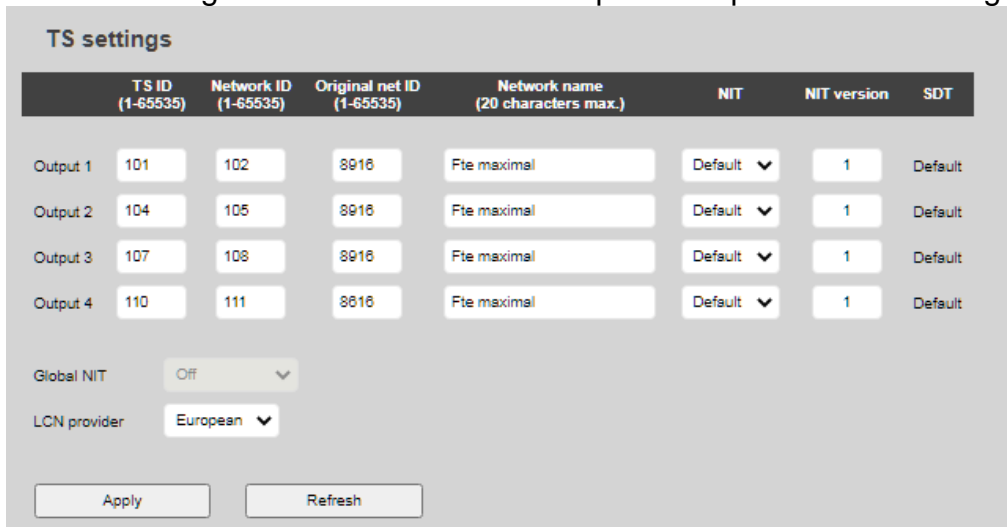 TS settings
TS ID (1-65535) Network ID (1-65535) Original net ID (1-65535) Network name (20 characters max.) NIT NIT version SDT
Output 1 101 102 8916 Fte maximal Default 1 Default
Output 2 104 105 8916 Fte maximal Default 1 Default
Output 3 107 108 8916 Fte maximal Default 1 Default
Output 4 110 111 8616 Fte maximal Default 1 Default
Global NIT Off
LCN provider European
Apply Refresh